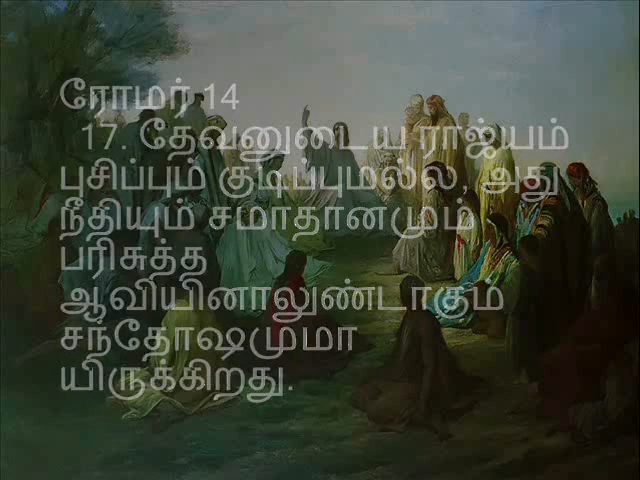 ரோமர் 14
17. தேவனுடைய ராஜ்யம்
புசிப்பும் குடிப்புமல்ல, அது
நீதியும் சமாதானமும்
பரிசுத்த
ஆவியினாலுண்டாகும்
சந்தோஷமுமா
யிருக்கிறது.